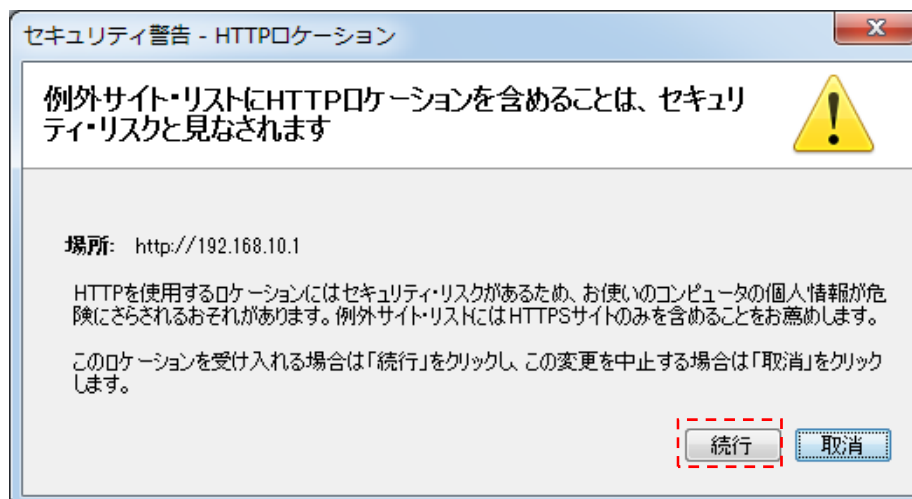 セキュリティ警告 - HTTPロケーション
例外サイト・リストにHTTPロケーションを含めることは、セキュリ
ティ・リスクと見なされます
場所: http://192.168.10.1
HTTPを使用するロケーションにはセキュリティ・リスクがあるため、お使いのコンピュータの個人情報が危
険にさらされるおそれがあります。例外サイト・リストにはHTTPSサイトのみを含めることをお薦めします。
このロケーションを受け入れる場合は「続行」をクリックし、この変更を中止する場合は「取消」をクリック
します。
続行 取消